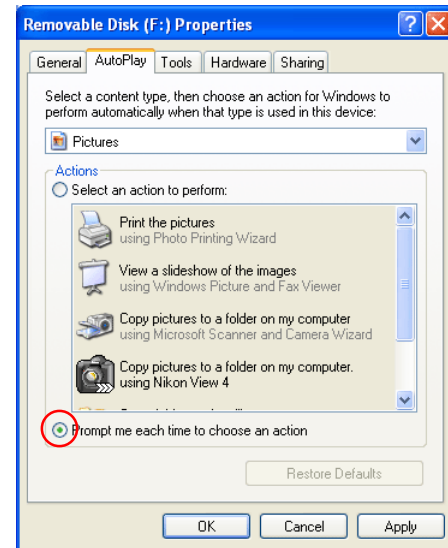 Removable Disk (F:) Properties
General AutoPlay Tools Hardware Sharing
Select a content type, then choose an action for Windows to
perform automatically when that type is used in this device:
Pictures
Actions
Select an action to perform:
Print the pictures
using Photo Printing Wizard
View a slideshow of the images
using Windows Picture and Fax Viewer
Copy pictures to a folder on my computer
using Microsoft Scanner and Camera Wizard
Copy pictures to a folder on my computer.
using Nikon View 4
Prompt me each time to choose an action
Restore Defaults
OK Cancel Apply